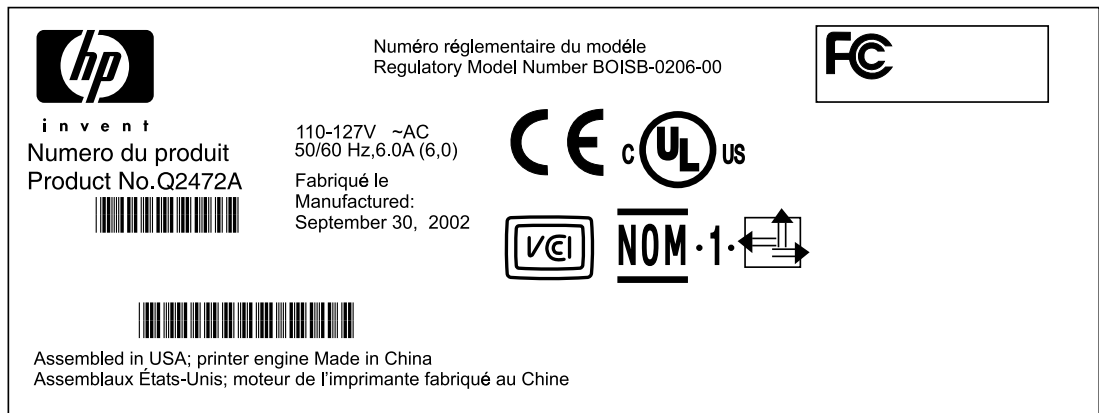 hp
invent
Numero du produit
Product No.Q2472A
Numéro réglementaire du modéle
Regulatory Model Number BOISB-0206-00
110-127V ~AC
50/60 Hz,6.0A (6,0)
Fabriqué le
Manufactured:
September 30, 2002
FC
CE
C UL US
VCI
NOM·1·
Assembled in USA; printer engine Made in China
Assemblaux États-Unis; moteur de l'imprimante fabriqué au Chine